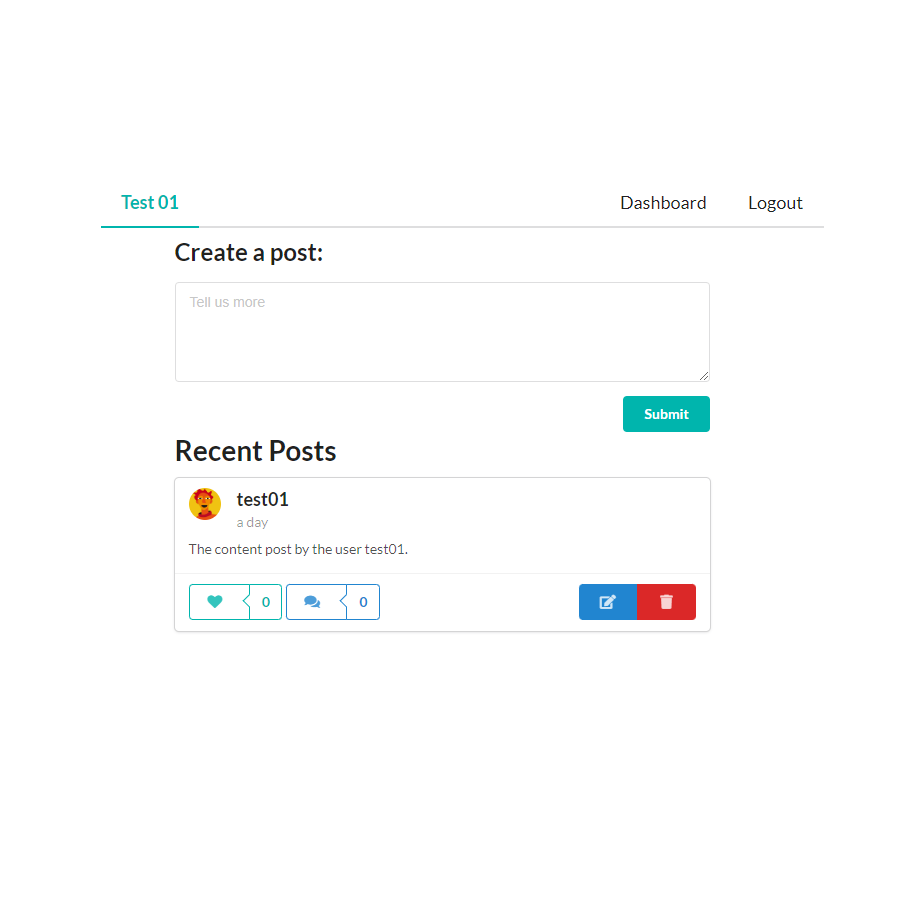 Test 01 Dashboard Logout
Create a post:
Tell us more
Submit
Recent Posts
test01
a day
The content post by the user test01.
0 0